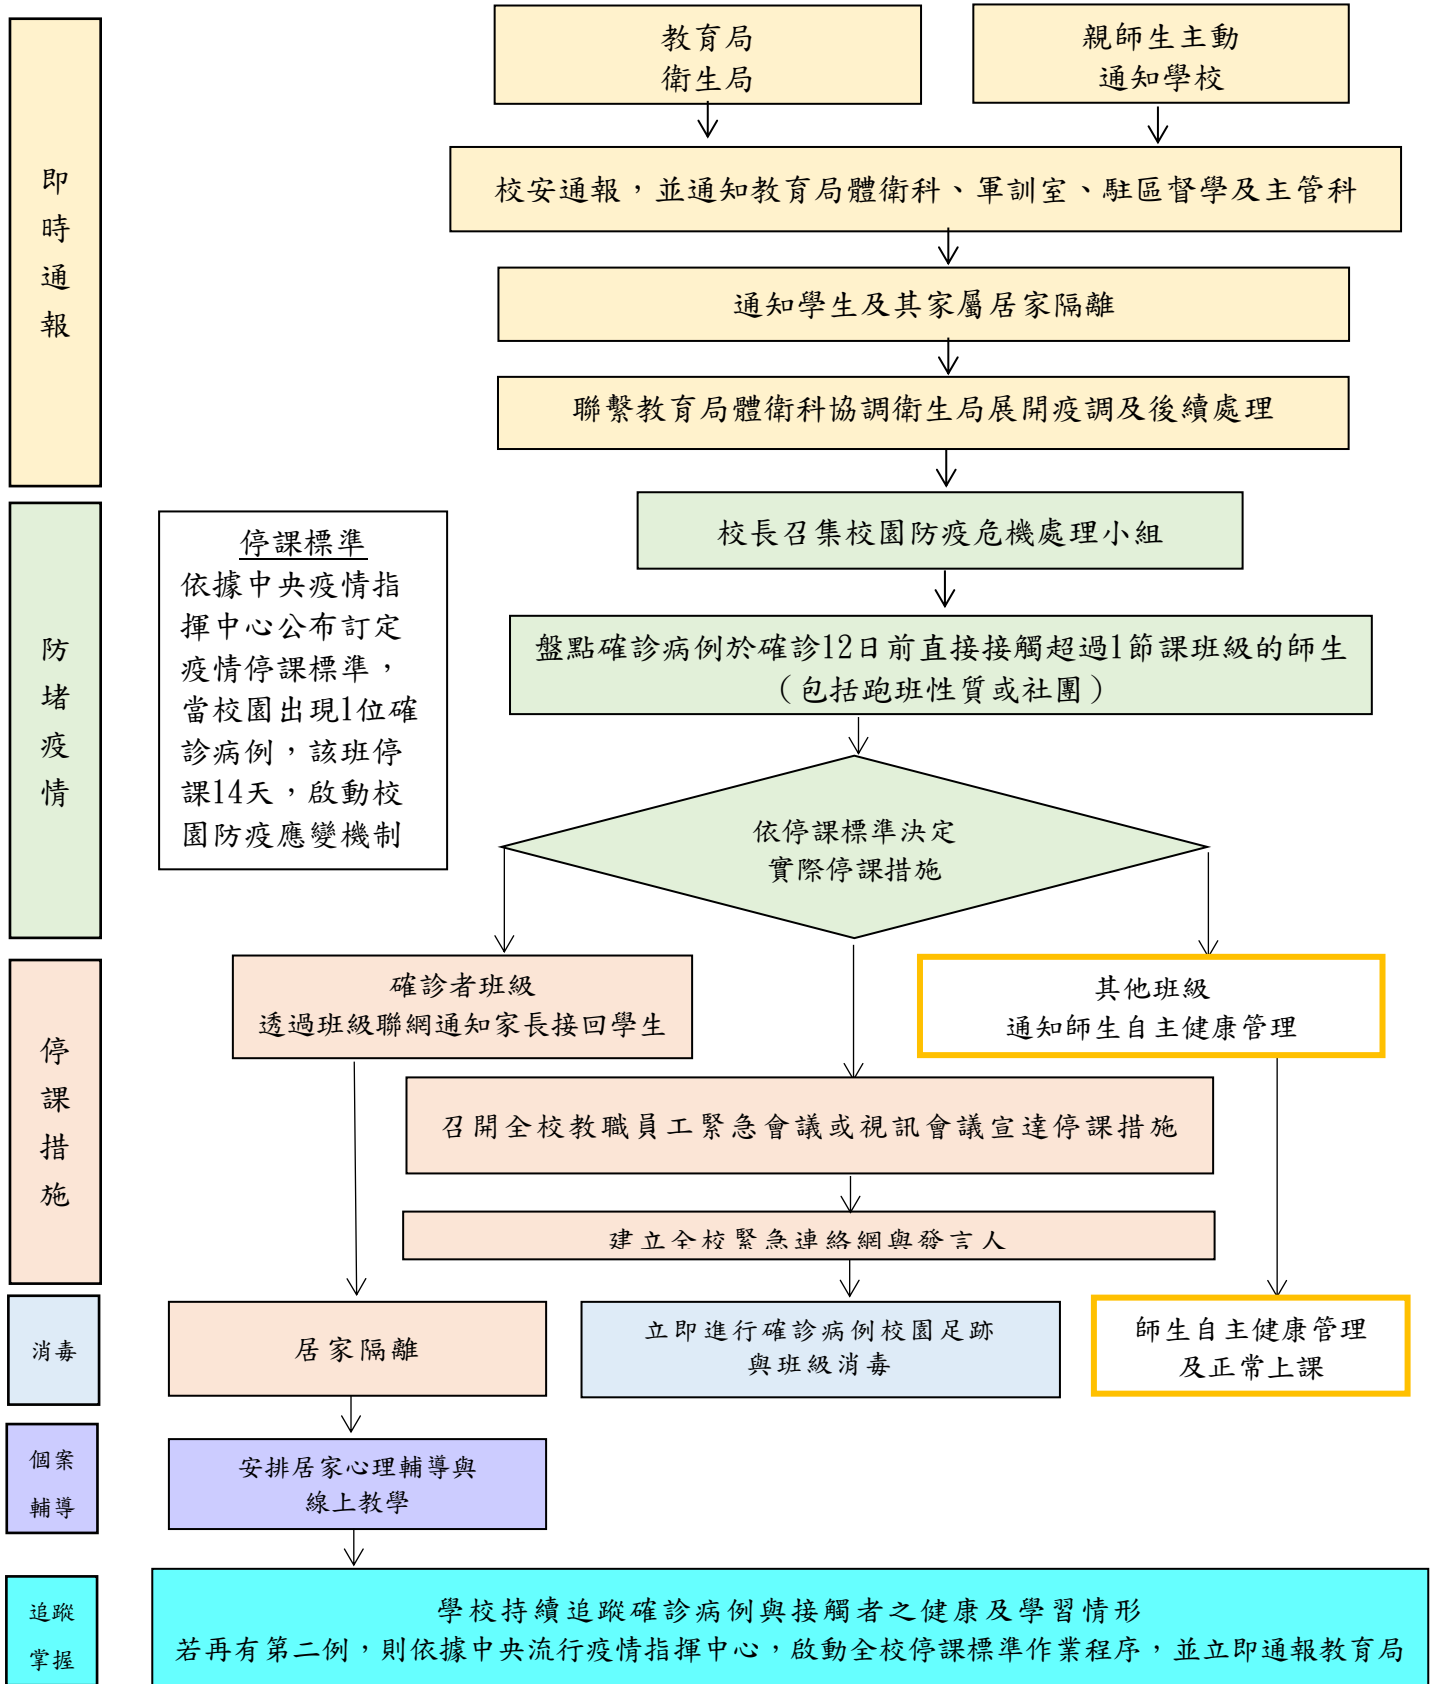 教育局
衛生局
親師生主動
通知學校
即時通報
校安通報，並通知教育局體衛科、軍訓室、駐區督學及主管科
通知學生及其家屬居家隔離
聯繫教育局體衛科協調衛生局展開疫調及後續處理
防堵疫情
停課標準
依據中央疫情指
揮中心公布訂定
疫情停課標準，
當校園出現1位確
診病例，該班停
課14天，啟動校
園防疫應變機制
校長召集校園防疫危機處理小組
盤點確診病例於確診12日前直接接觸超過1節課班級的師生
（包括跑班性質或社團）
依停課標準決定
實際停課措施
停課措施
確診者班級
透過班級聯網通知家長接回學生
其他班級
通知師生自主健康管理
召開全校教職員工緊急會議或視訊會議宣達停課措施
建立全校緊急連絡網與發言人
消毒
居家隔離
立即進行確診病例校園足跡
與班級消毒
師生自主健康管理
及正常上課
個案
輔導
安排居家心理輔導與
線上教學
追蹤
掌握
學校持續追蹤確診病例與接觸者之健康及學習情形
若再有第二例，則依據中央流行疫情指揮中心，啟動全校停課標準作業程序，並立即通報教育局